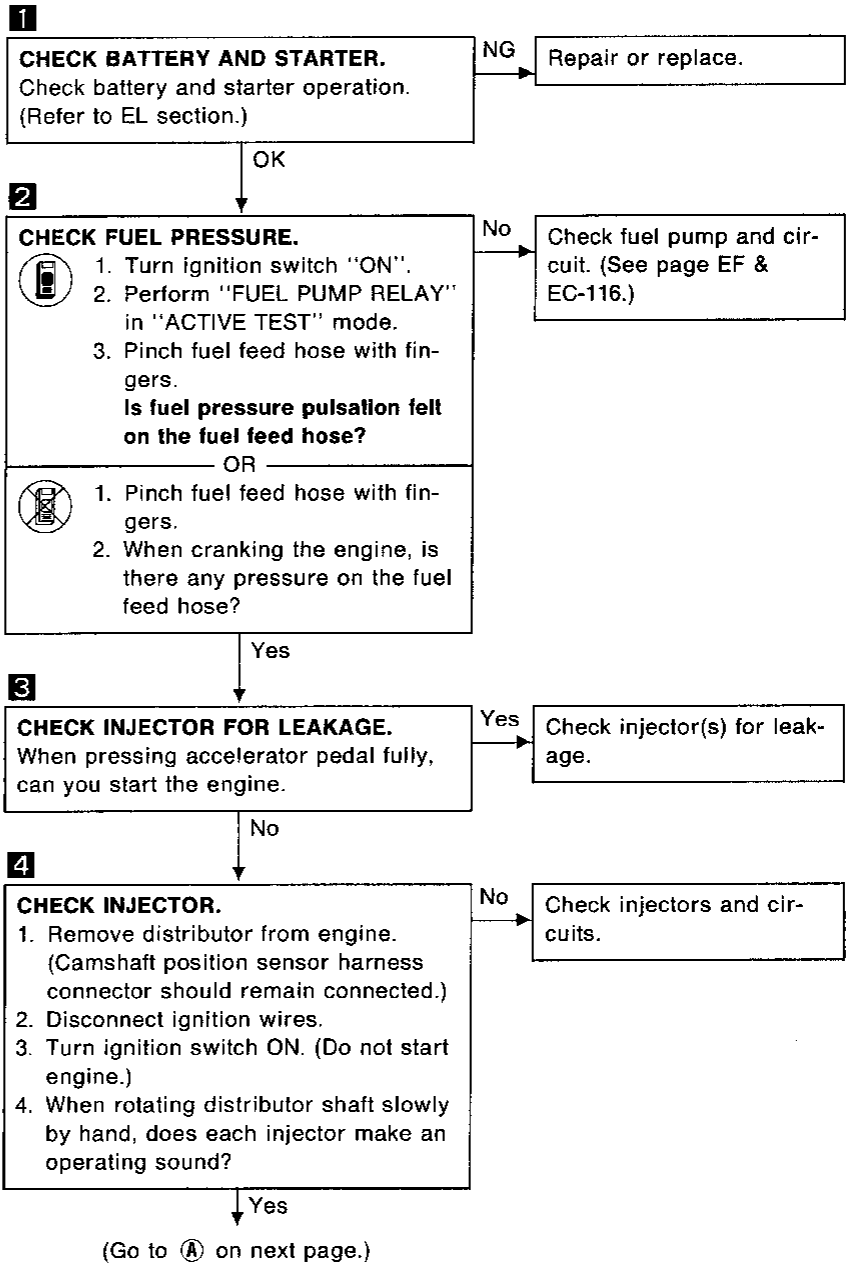 1
CHECK BATTERY AND STARTER.
Check battery and starter operation.
(Refer to EL section.)
NG
Repair or replace.
OK
2
CHECK FUEL PRESSURE.
1. Turn ignition switch "ON".
2. Perform "FUEL PUMP RELAY"
in "ACTIVE TEST" mode.
3. Pinch fuel feed hose with fin-
gers.
Is fuel pressure pulsation felt
on the fuel feed hose?
No
Check fuel pump and cir-
cuit. (See page EF &
EC-116.)
OR
1. Pinch fuel feed hose with fin-
gers.
2. When cranking the engine, is
there any pressure on the fuel
feed hose?
Yes
3
CHECK INJECTOR FOR LEAKAGE.
When pressing accelerator pedal fully,
can you start the engine.
Yes
Check injector(s) for leak-
age.
No
4
CHECK INJECTOR.
1. Remove distributor from engine.
(Camshaft position sensor harness
connector should remain connected.)
2. Disconnect ignition wires.
3. Turn ignition switch ON. (Do not start
engine.)
4. When rotating distributor shaft slowly
by hand, does each injector make an
operating sound?
No
Check injectors and cir-
cuits.
Yes
(Go to Ⓐ on next page.)